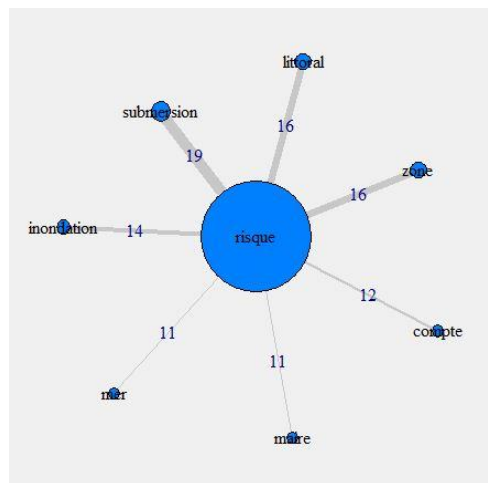 littoral
submersion
16
19
zone
16
inondation
14
risque
12
compte
11
11
mer
maire